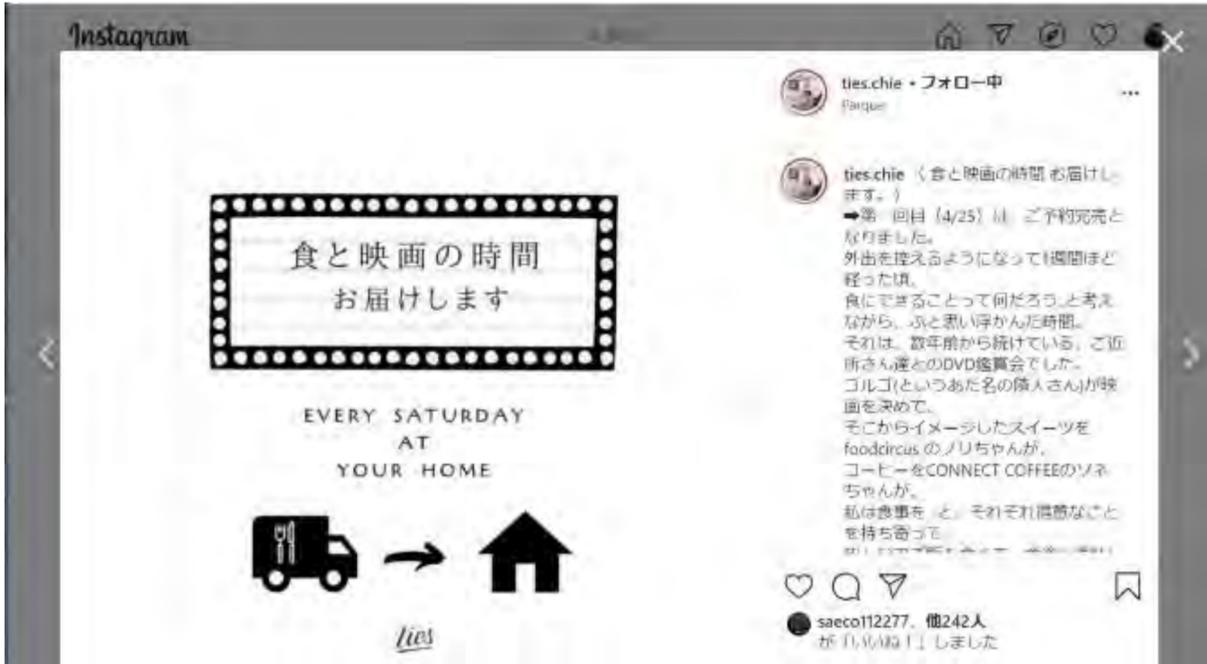 Instagram
食と映画の時間
お届けします
EVERY SATURDAY
AT
YOUR HOME
ties
ties.chie • フォロー中
Parque
ties.chie 〈食と映画の時間 お届けし
ます。〉
➡第 回目（4/25）は、ご予約完売と
なりました。
外出を控えるようになって1週間ほど
経った頃、
食にできることって何だろう、と考え
ながら、ふと思い浮かんだ時間。
それは、数年前から続けている、ご近
所さん達とのDVD鑑賞会でした。
ゴルゴ(というあだ名の隣人さん)が映
画を決めて、
そこからイメージしたスイーツを
foodcircus のノリちゃんが、
コーヒーをCONNECT COFFEEのソネ
ちゃんが、
私は食事を と、それぞれ得意なこと
を持ち寄って
saeco112277、他242人
が「いいね！」しました